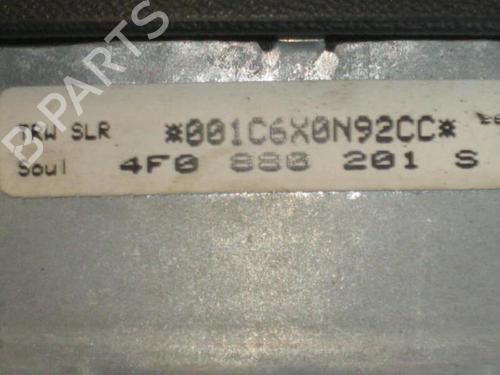 B-PARTS
TRW SLR *001C6X0N92CC*
Soul 4F0 880 201 S